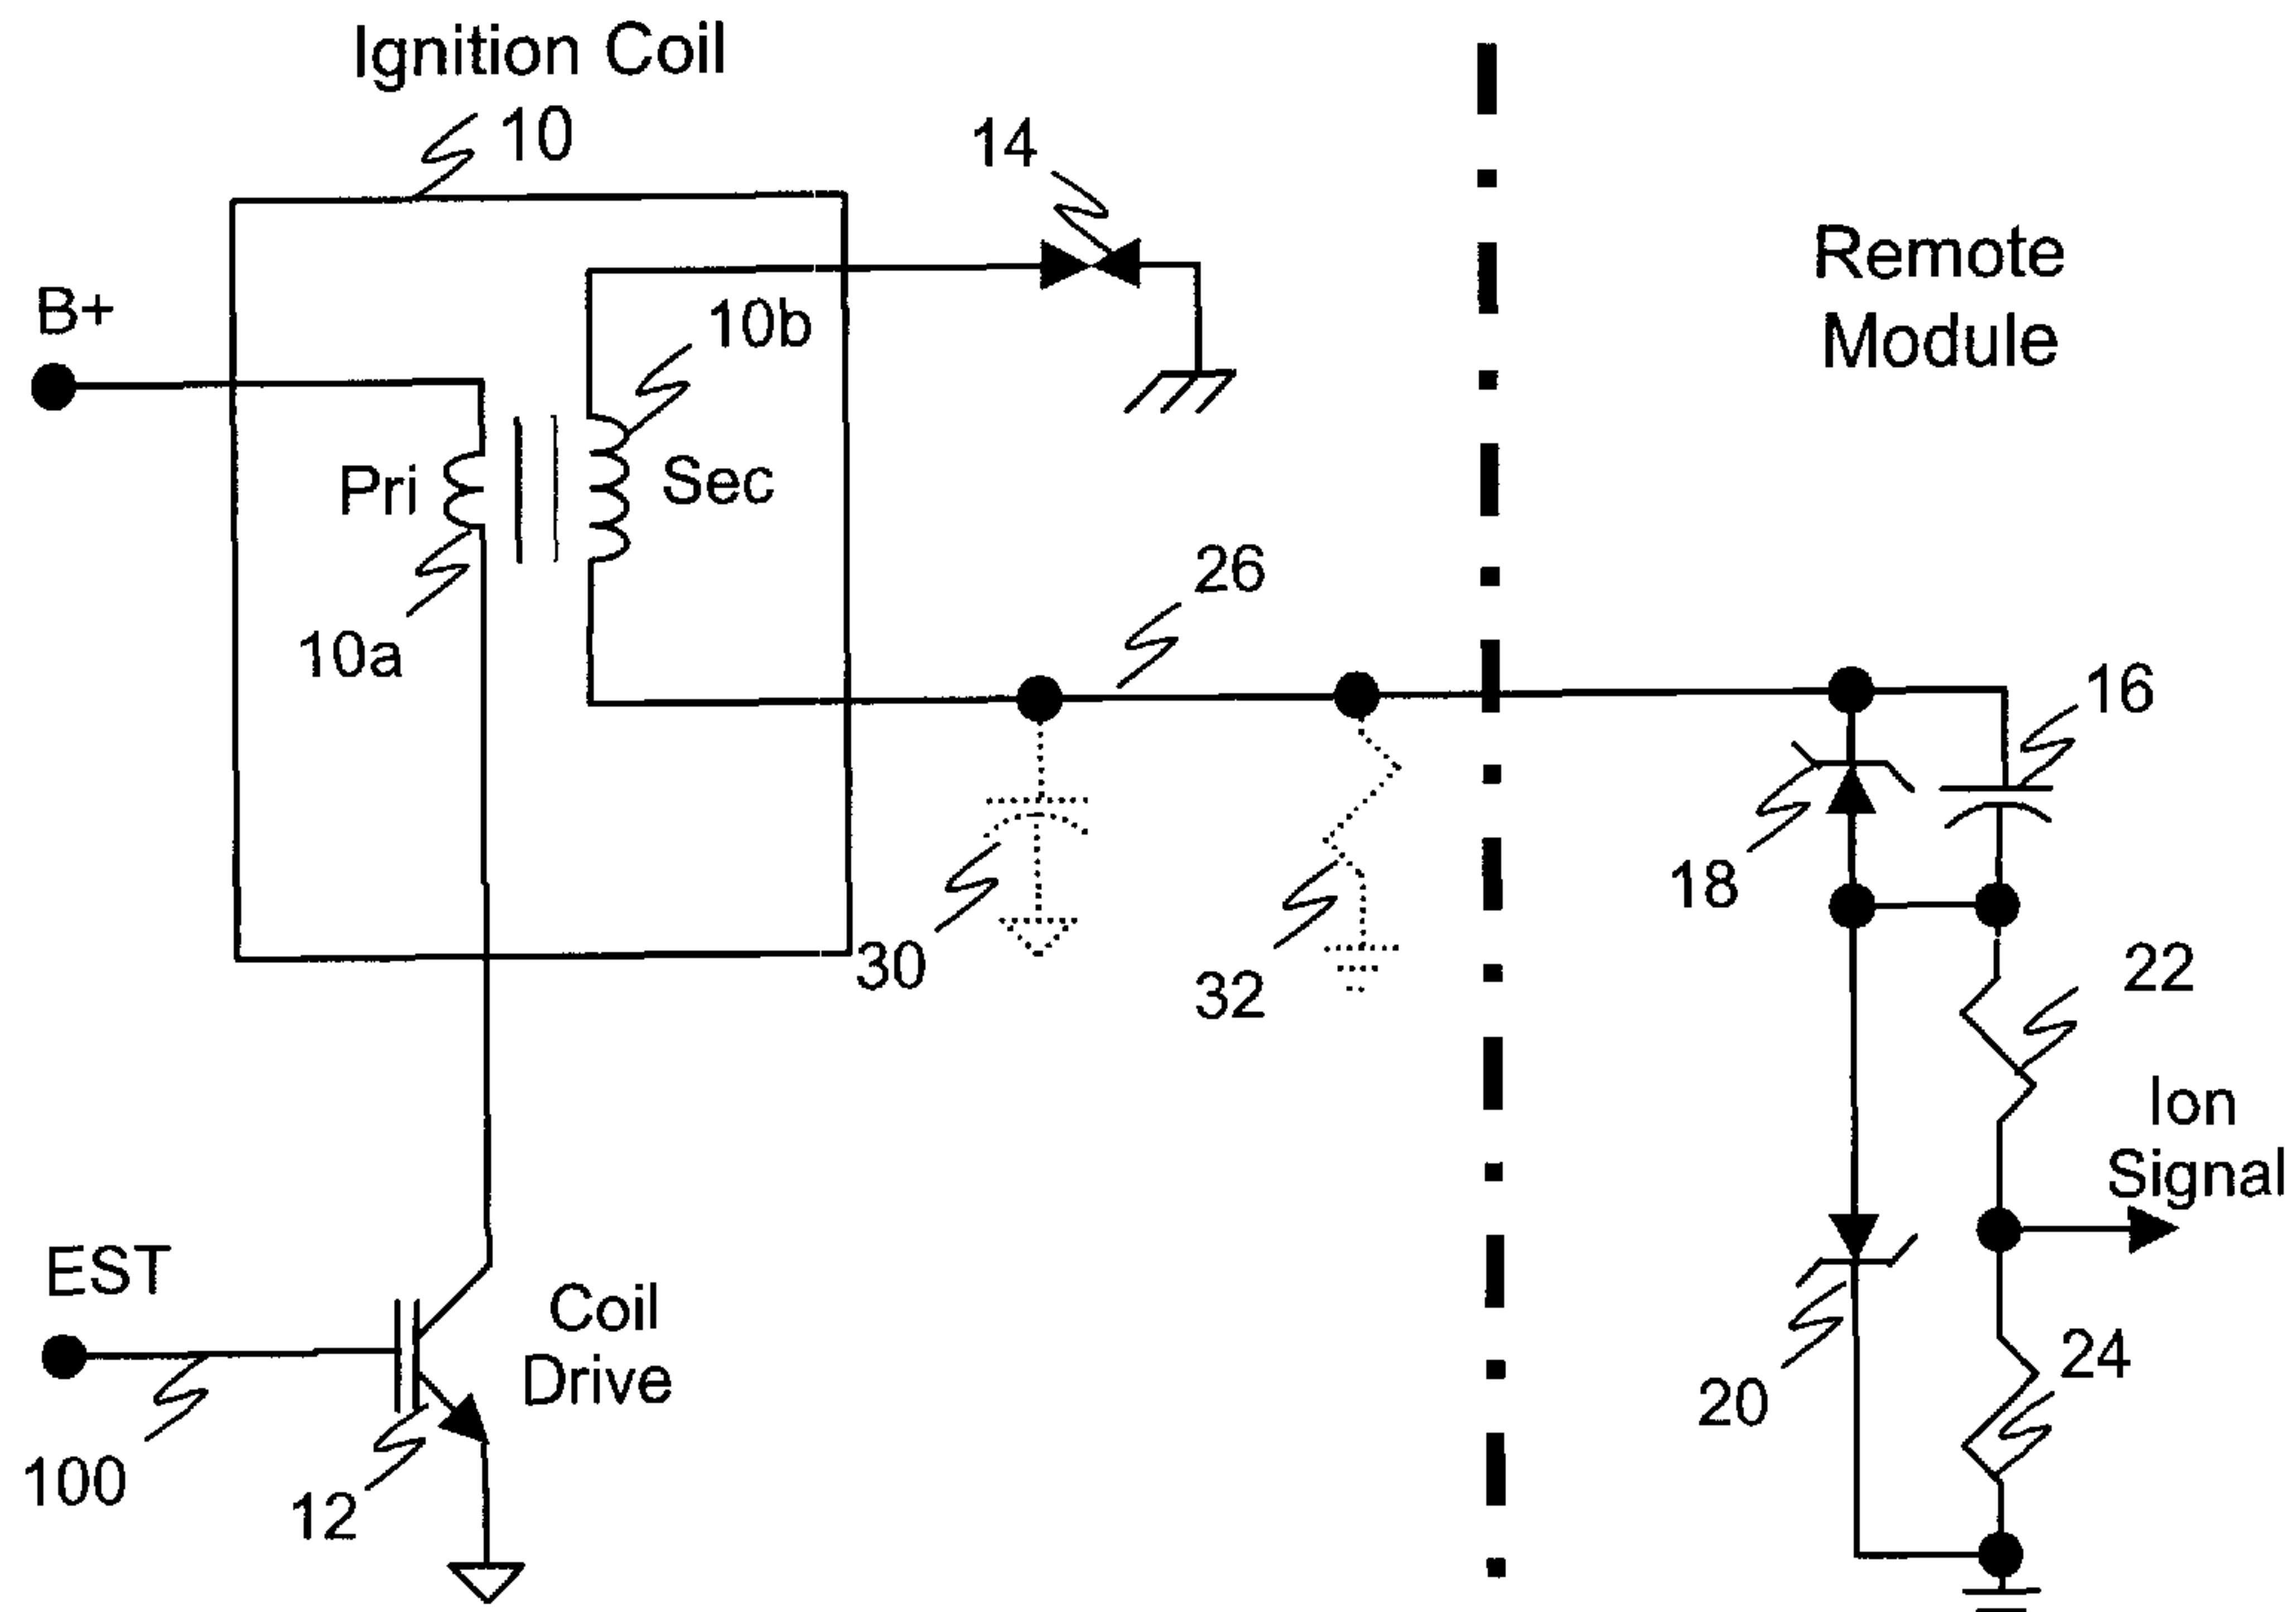 Ignition Coil
10
14
Remote
Module
B+
10b
Pri
Sec
10a
26
16
18
30
32
22
Ion
Signal
EST
Coil
Drive
20
24
100
12